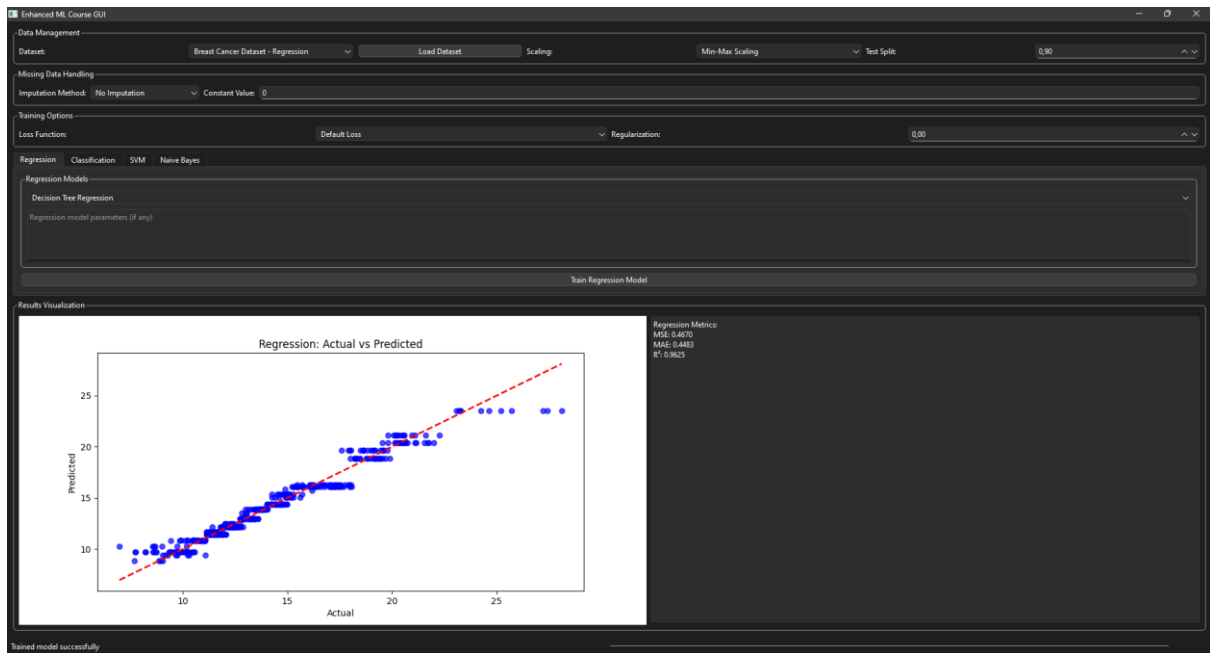 Enhanced ML Course GUI
Data Management
Dataset: Breast Cancer Dataset - Regression Load Dataset Scaling: Min-Max Scaling Test Split: 0,90
Missing Data Handling
Imputation Method: No Imputation Constant Value: 0
Training Options
Loss Function: Default Loss Regularization: 0,00
Regression Classification SVM Naive Bayes
Regression Models
Decision Tree Regression
Regression model parameters (if any)
Train Regression Model
Results Visualization
Regression: Actual vs Predicted
25
20
15
10
Predicted
10 15 20 25
Actual
Regression Metrics:
MSE: 0.4670
MAE: 0.4483
R²: 0.9625
Trained model successfully